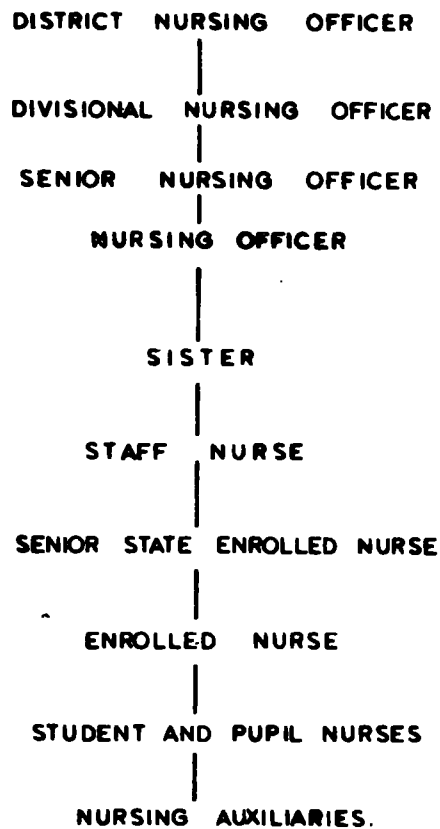 DISTRICT NURSING OFFICER
DIVISIONAL NURSING OFFICER
SENIOR NURSING OFFICER
NURSING OFFICER
SISTER
STAFF NURSE
SENIOR STATE ENROLLED NURSE
ENROLLED NURSE
STUDENT AND PUPIL NURSES
NURSING AUXILIARIES.